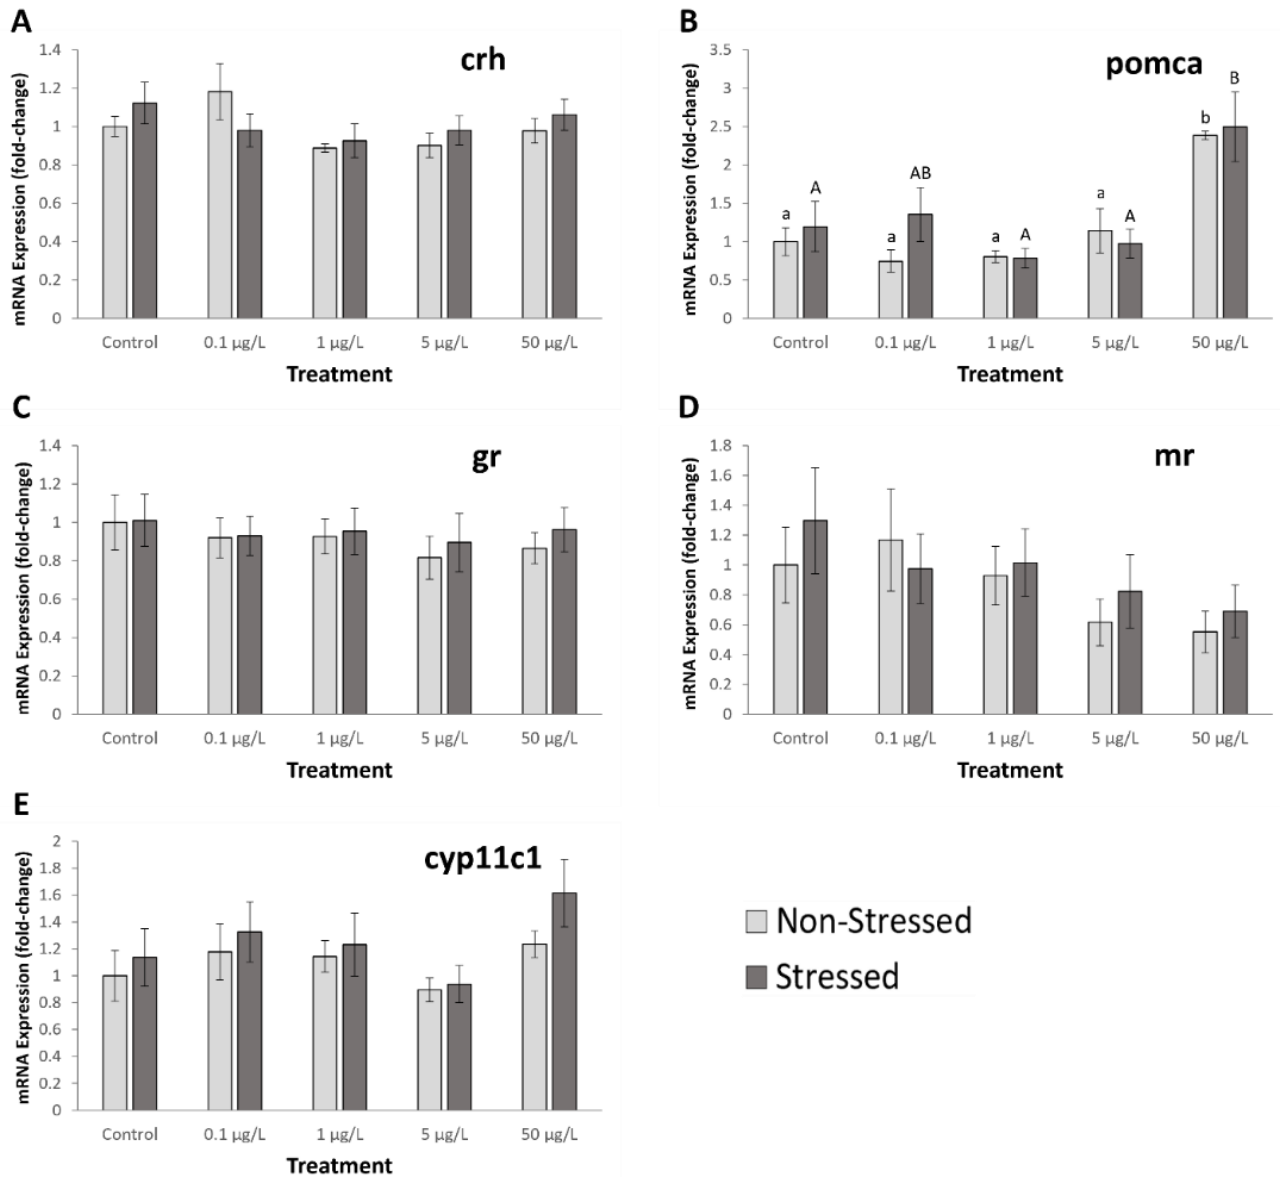 A
crh
mRNA Expression (fold-change)
1.4
1.2
1
0.8
0.6
0.4
0.2
0
Control 0.1 µg/L 1 µg/L 5 µg/L 50 µg/L
Treatment
B
pomca
mRNA Expression (fold-change)
3.5
3
2.5
2
1.5
1
0.5
0
a A a AB a A a A b B
Control 0.1 µg/L 1 µg/L 5 µg/L 50 µg/L
Treatment
C
gr
mRNA Expression (fold-change)
1.4
1.2
1
0.8
0.6
0.4
0.2
0
Control 0.1 µg/L 1 µg/L 5 µg/L 50 µg/L
Treatment
D
mr
mRNA Expression (fold-change)
1.8
1.6
1.4
1.2
1
0.8
0.6
0.4
0.2
0
Control 0.1 µg/L 1 µg/L 5 µg/L 50 µg/L
Treatment
E
cyp11c1
mRNA Expression (fold-change)
2
1.8
1.6
1.4
1.2
1
0.8
0.6
0.4
0.2
0
Control 0.1 µg/L 1 µg/L 5 µg/L 50 µg/L
Treatment
Non-Stressed
Stressed